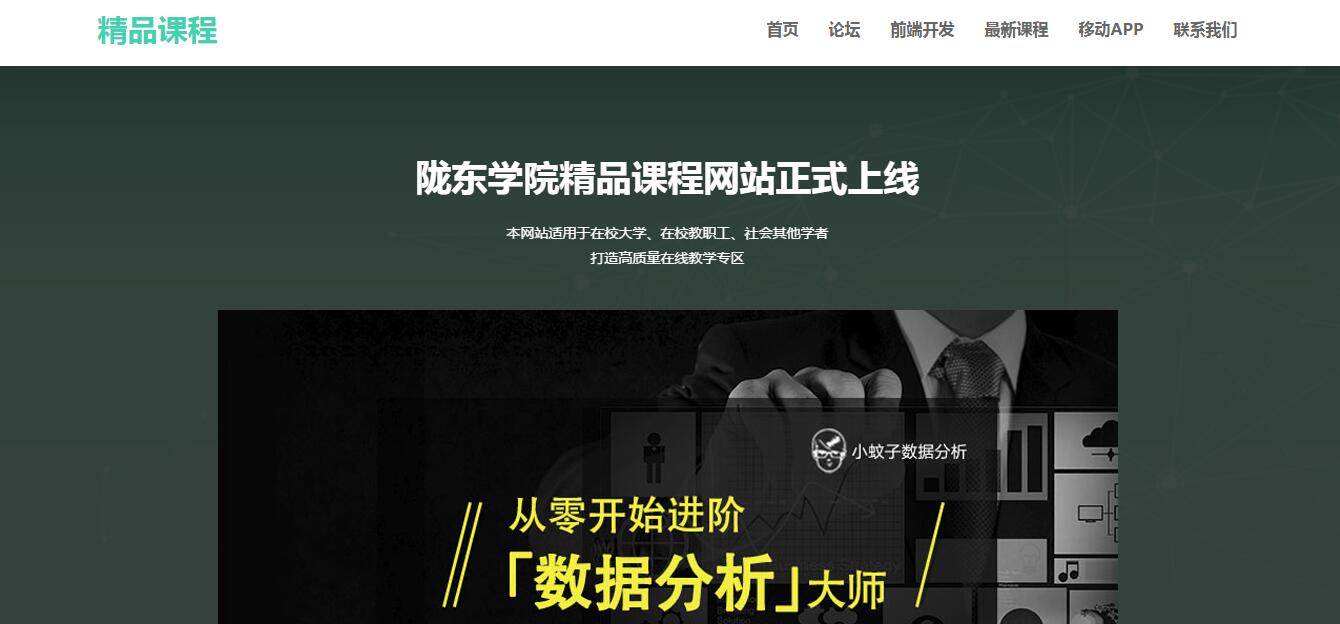 精品课程
首页 论坛 前端开发 最新课程 移动APP 联系我们
陇东学院精品课程网站正式上线
本网站适用于在校大学、在校教职工、社会其他学者
打造高质量在线教学专区
小蚊子数据分析
从零开始进阶
「数据分析」大师